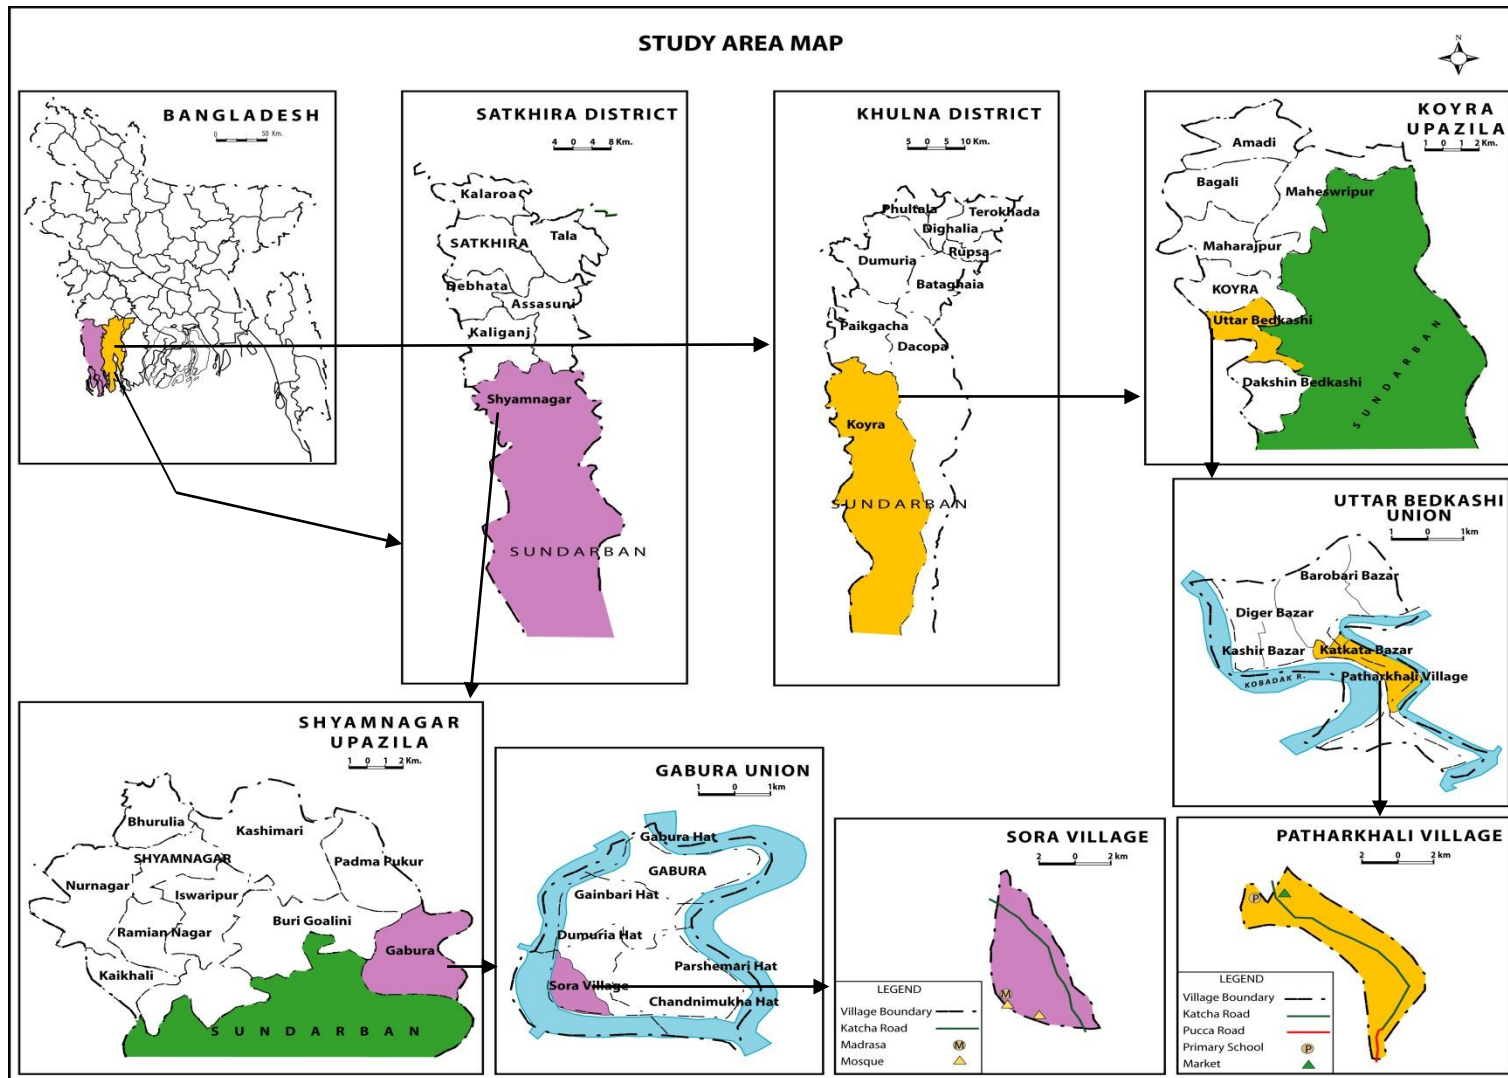 STUDY AREA MAP
N
BANGLADESH
0 50 Km.
SATKHIRA DISTRICT
4 0 4 8 Km.
Kalaroa
Tala
SATKHIRA
Debhata
Assasuni
Kaliganj
Shyamnagar
SUNDARBAN
KHULNA DISTRICT
5 0 5 10 Km.
Phultala
Terokhada
Dighalia
Rupsa
Dumuria
Bataghaia
Paikgacha
Dacopa
Koyra
SUNDARBAN
KOYRA
UPAZILA
1 0 1 2 Km.
Amadi
Bagali
Maheswripur
Maharajpur
KOYRA
Uttar Bedkashi
Dakshin Bedkashi
SUNDARBAN
UTTAR BEDKASHI
UNION
1 0 1km
Barobari Bazar
Diger Bazar
Kashir Bazar
Katkata Bazar
Patharkhali Village
KOBADAK R.
SHYAMNAGAR
UPAZILA
1 0 1 2 Km.
Bhurulia
Kashimari
SHYAMNAGAR
Padma Pukur
Nurnagar
Iswaripur
Buri Goalini
Ramian Nagar
Gabura
Kaikhali
SUNDARBAN
GABURA UNION
1 0 1km
Gabura Hat
GABURA
Gainbari Hat
Dumuria Hat
Parshemari Hat
Sora Village
Chandnimukha Hat
SORA VILLAGE
2 0 2 km
M
LEGEND
Village Boundary
Katcha Road
Madrasa M
Mosque
PATHARKHALI VILLAGE
2 0 2 km
P
LEGEND
Village Boundary
Katcha Road
Pucca Road
Primary School P
Market